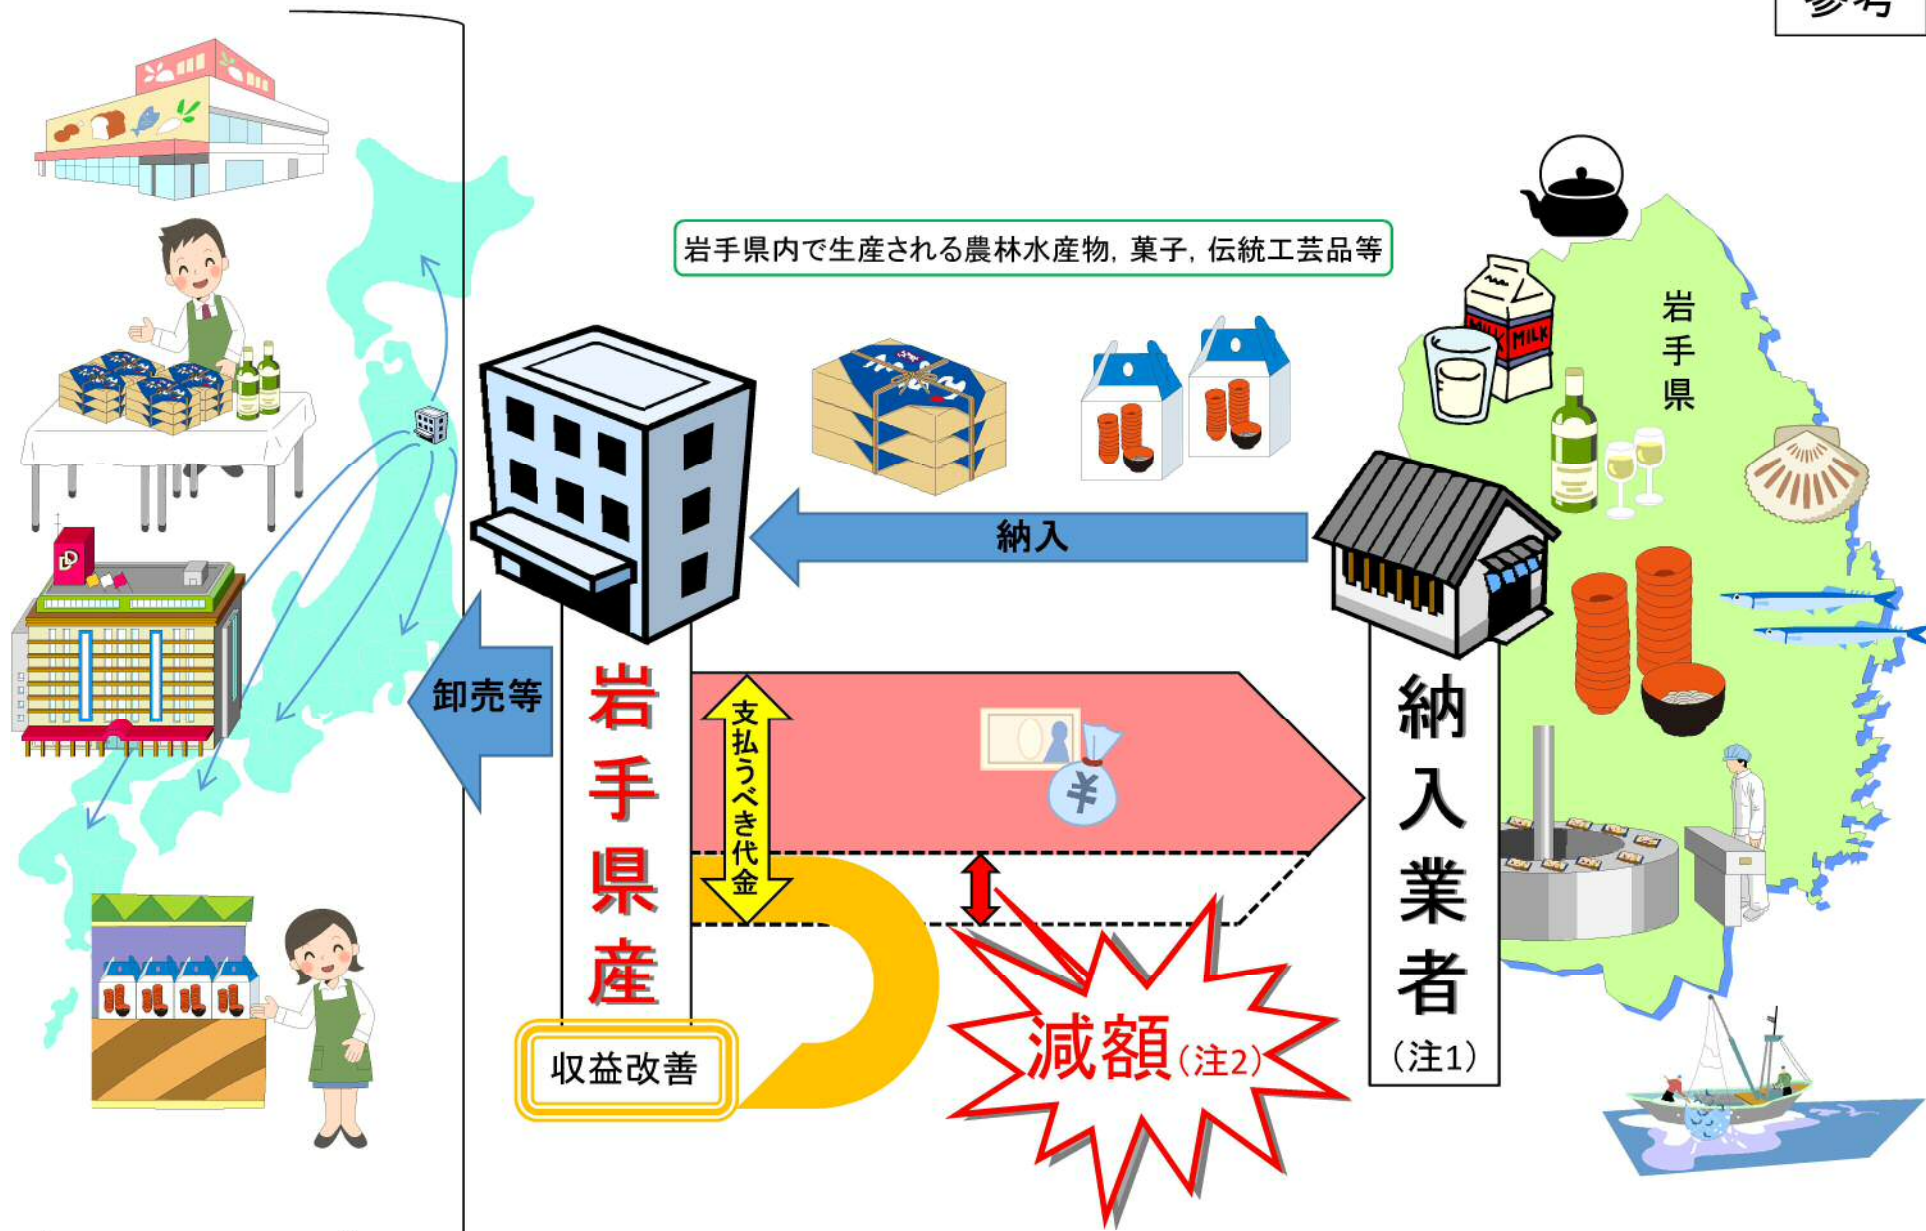 参考
岩手県内で生産される農林水産物，菓子，伝統工芸品等
岩手県
MILK
MILK
納入
卸売等
岩手県産
支払うべき代金
¥
納入業者
（注1）
減額（注2）
収益改善